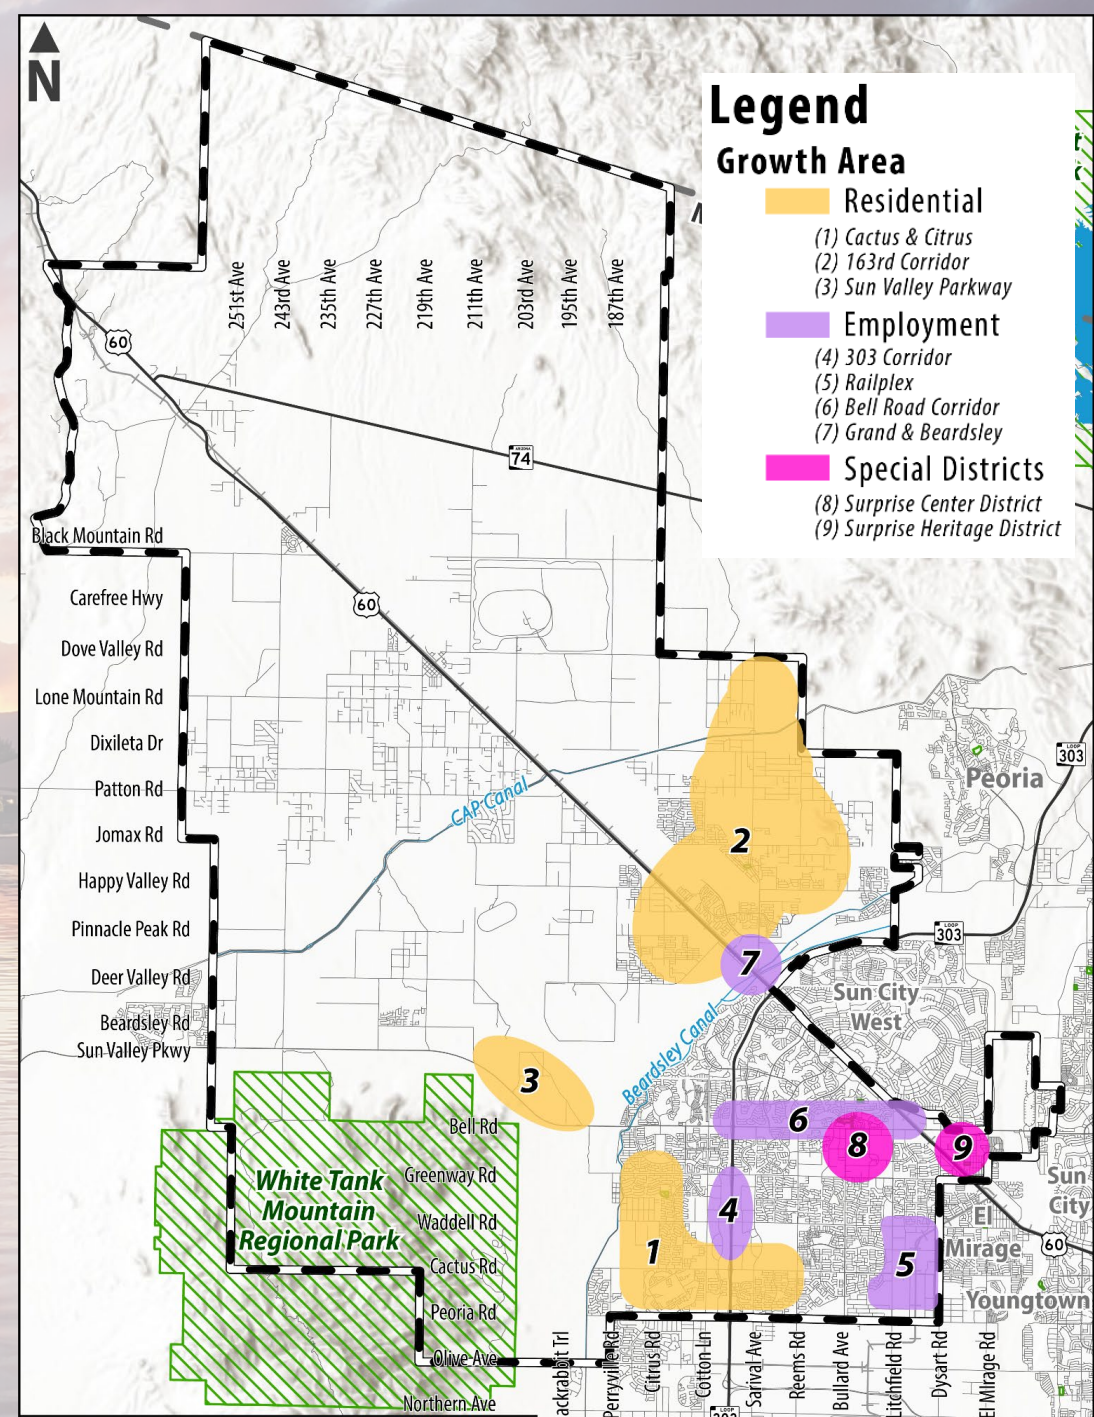 N
Legend
Growth Area
Residential
(1) Cactus & Citrus
(2) 163rd Corridor
(3) Sun Valley Parkway
Employment
(4) 303 Corridor
(5) Railplex
(6) Bell Road Corridor
(7) Grand & Beardsley
Special Districts
(8) Surprise Center District
(9) Surprise Heritage District
251st Ave
243rd Ave
235th Ave
227th Ave
219th Ave
211th Ave
203rd Ave
195th Ave
187th Ave
60
ARIZONA
74
Black Mountain Rd
Carefree Hwy
60
Dove Valley Rd
Lone Mountain Rd
Dixileta Dr
LOOP
303
Peoria
Patton Rd
CAP Canal
Jomax Rd
2
Happy Valley Rd
Pinnacle Peak Rd
LOOP
303
7
Deer Valley Rd
Sun City
West
Beardsley Rd
Sun Valley Pkwy
Beardsley Canal
3
Bell Rd
6
8
9
White Tank
Mountain
Regional Park
Greenway Rd
Sun
City
Waddell Rd
4
El
Mirage
60
1
5
Cactus Rd
Youngtown
Peoria Rd
Olive Ave
Northern Ave
ackrabbit Trl
Perryville Rd
Citrus Rd
Cotton Ln
Sarival Ave
Reems Rd
Bullard Ave
Litchfield Rd
Dysart Rd
El Mirage Rd
LOOP
303